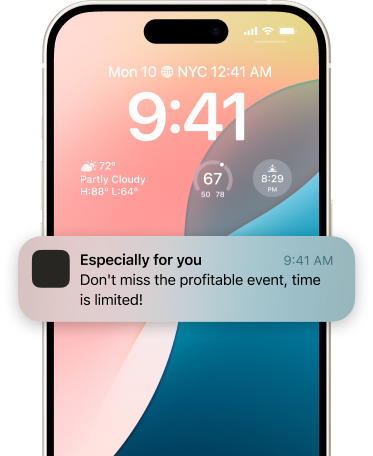 Mon 10 NYC 12:41 AM
9:41
72°
Partly Cloudy
H:88° L:64°
67
50 78
8:29
PM
Especially for you 9:41 AM
Don't miss the profitable event, time
is limited!